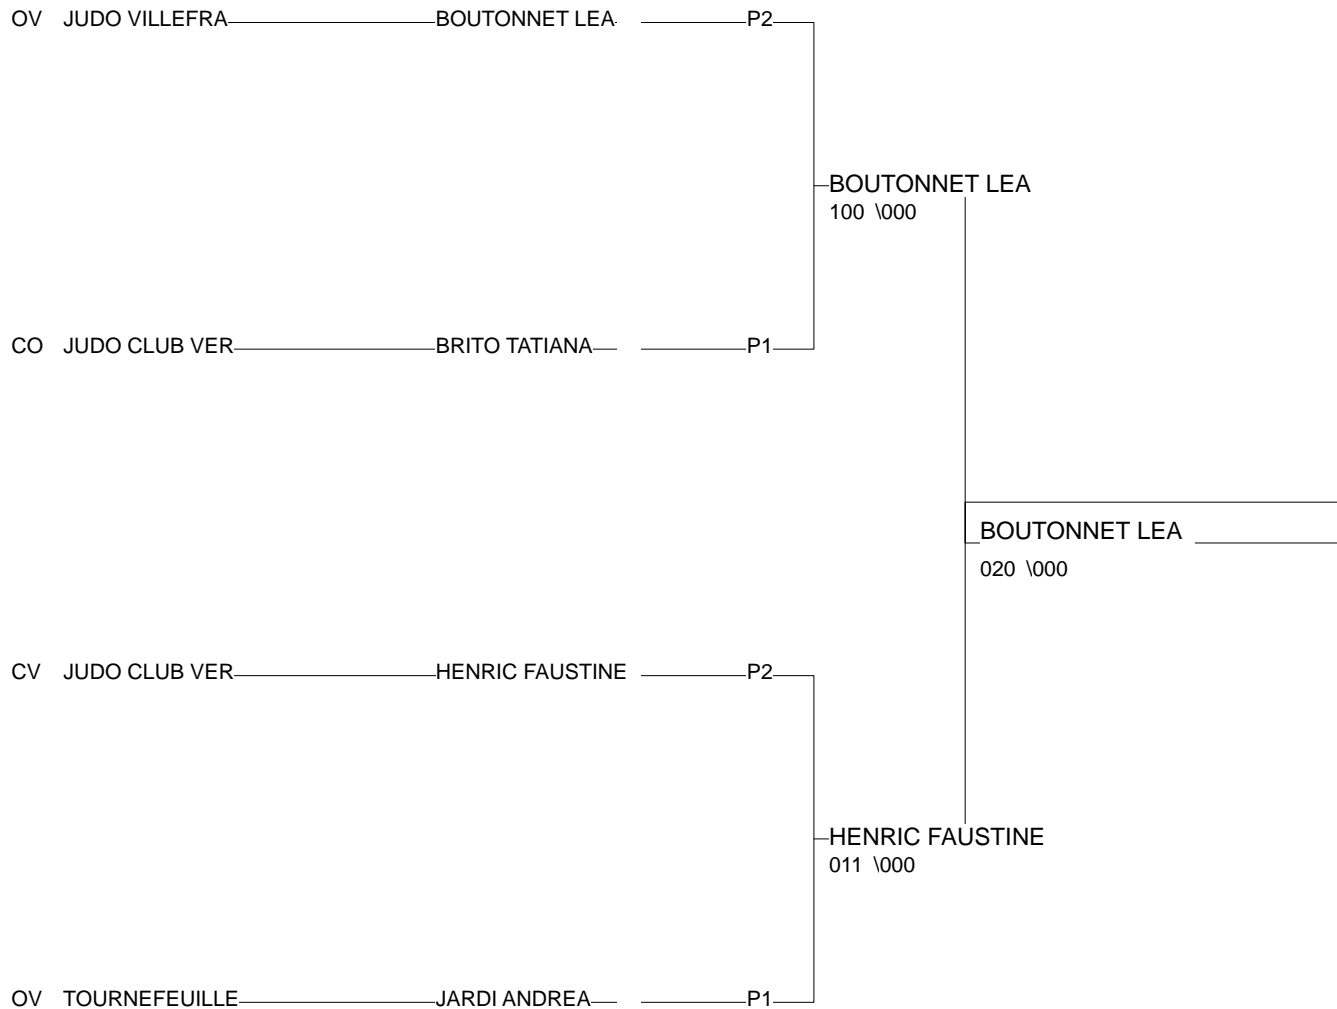 OV JUDO VILLEFRA BOUTONNET LEA P2
BOUTONNET LEA
100 \000
CO JUDO CLUB VER BRITO TATIANA P1
BOUTONNET LEA
020 \000
CV JUDO CLUB VER HENRIC FAUSTINE P2
HENRIC FAUSTINE
011 \000
OV TOURNEFEUILLE JARDI ANDREA P1